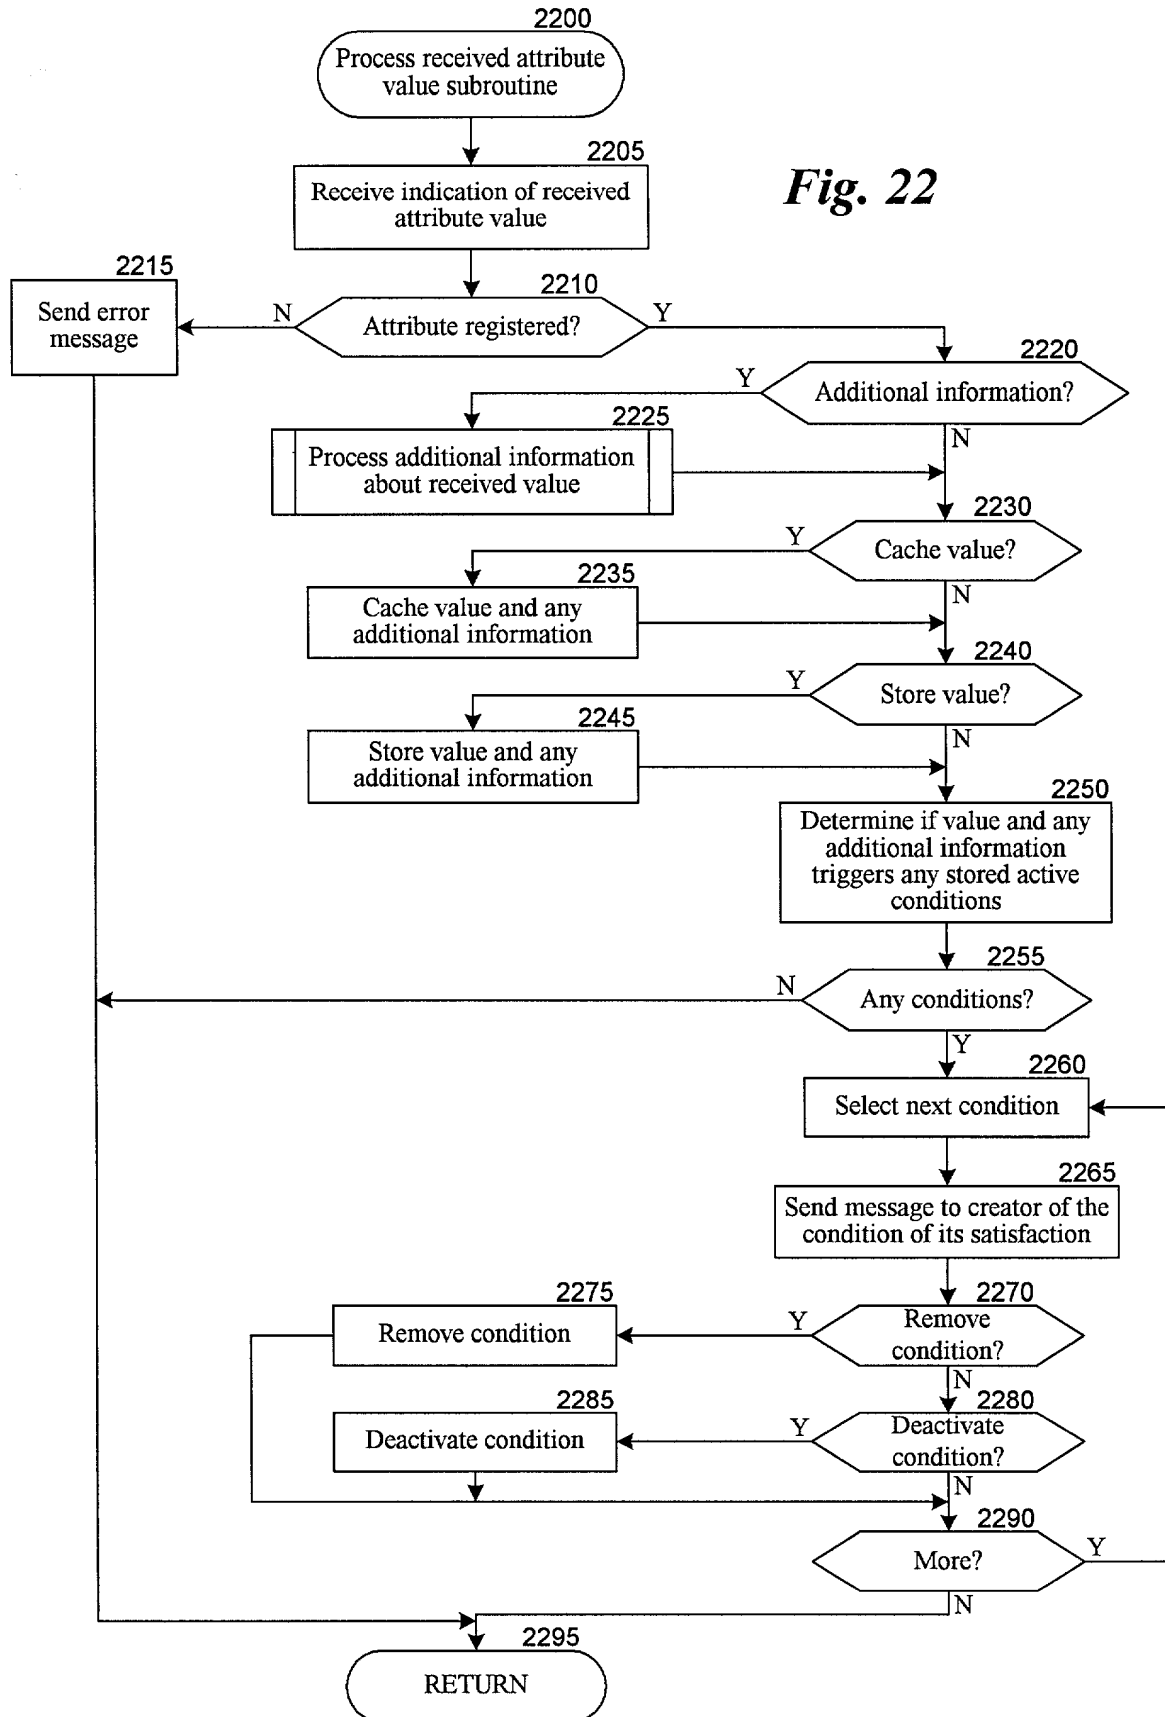 2200
Process received attribute
value subroutine
2205
Receive indication of received
attribute value
Fig. 22
2215
Send error
message
2210
N
Attribute registered?
Y
2220
Y
Additional information?
N
2225
Process additional information
about received value
2230
Y
Cache value?
N
2235
Cache value and any
additional information
2240
Y
Store value?
N
2245
Store value and any
additional information
2250
Determine if value and any
additional information
triggers any stored active
conditions
2255
N
Any conditions?
Y
2260
Select next condition
2265
Send message to creator of the
condition of its satisfaction
2270
Y
Remove
condition?
N
2275
Remove condition
2280
Y
Deactivate
condition?
N
2285
Deactivate condition
2290
More?
Y
N
2295
RETURN